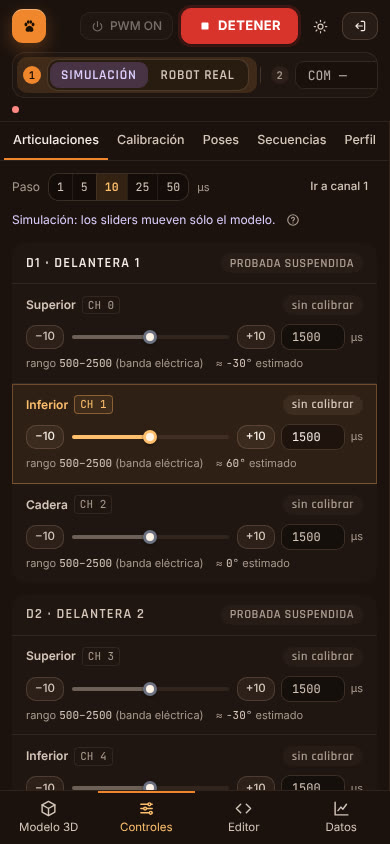 PWM ON
DETENER
1 SIMULACIÓN ROBOT REAL 2 COM —
Articulaciones Calibración Poses Secuencias Perfil
Paso 1 5 10 25 50 µs Ir a canal 1
Simulación: los sliders mueven sólo el modelo. ?
D1 · DELANTERA 1 PROBADA SUSPENDIDA
Superior CH 0 sin calibrar
−10 +10 1500 µs
rango 500–2500 (banda eléctrica) ≈ -30° estimado
Inferior CH 1 sin calibrar
−10 +10 1500 µs
rango 500–2500 (banda eléctrica) ≈ 60° estimado
Cadera CH 2 sin calibrar
−10 +10 1500 µs
rango 500–2500 (banda eléctrica) ≈ 0° estimado
D2 · DELANTERA 2 PROBADA SUSPENDIDA
Superior CH 3 sin calibrar
−10 +10 1500 µs
rango 500–2500 (banda eléctrica) ≈ -30° estimado
Inferior CH 4 sin calibrar
−10 +10 1500 µs
Modelo 3D Controles Editor Datos